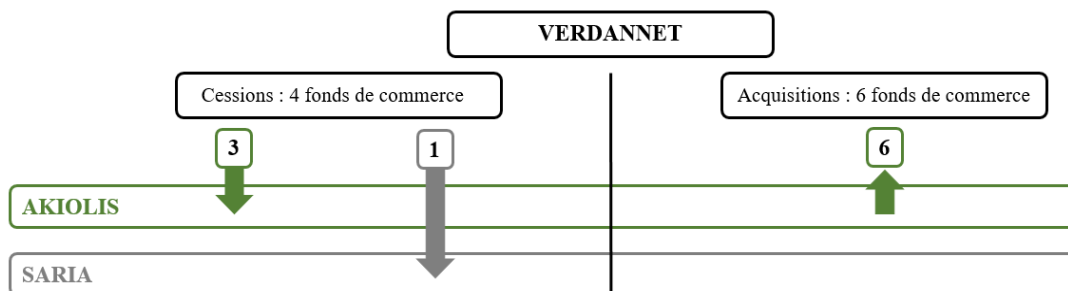 VERDANNET
Cessions : 4 fonds de commerce
Acquisitions : 6 fonds de commerce
3
1
6
AKIOLIS
SARIA